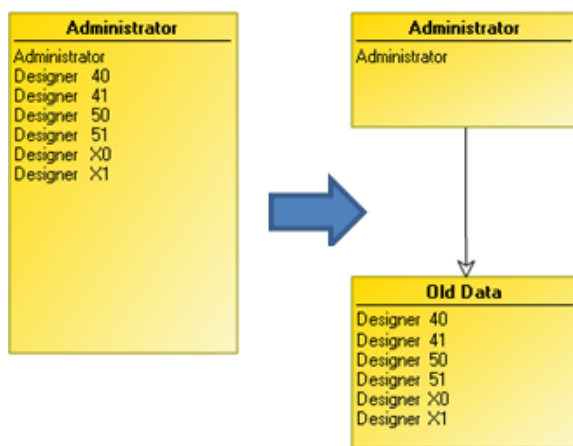 Administrator
Administrator
Designer 40
Designer 41
Designer 50
Designer 51
Designer X0
Designer X1
Administrator
Administrator
Old Data
Designer 40
Designer 41
Designer 50
Designer 51
Designer X0
Designer X1